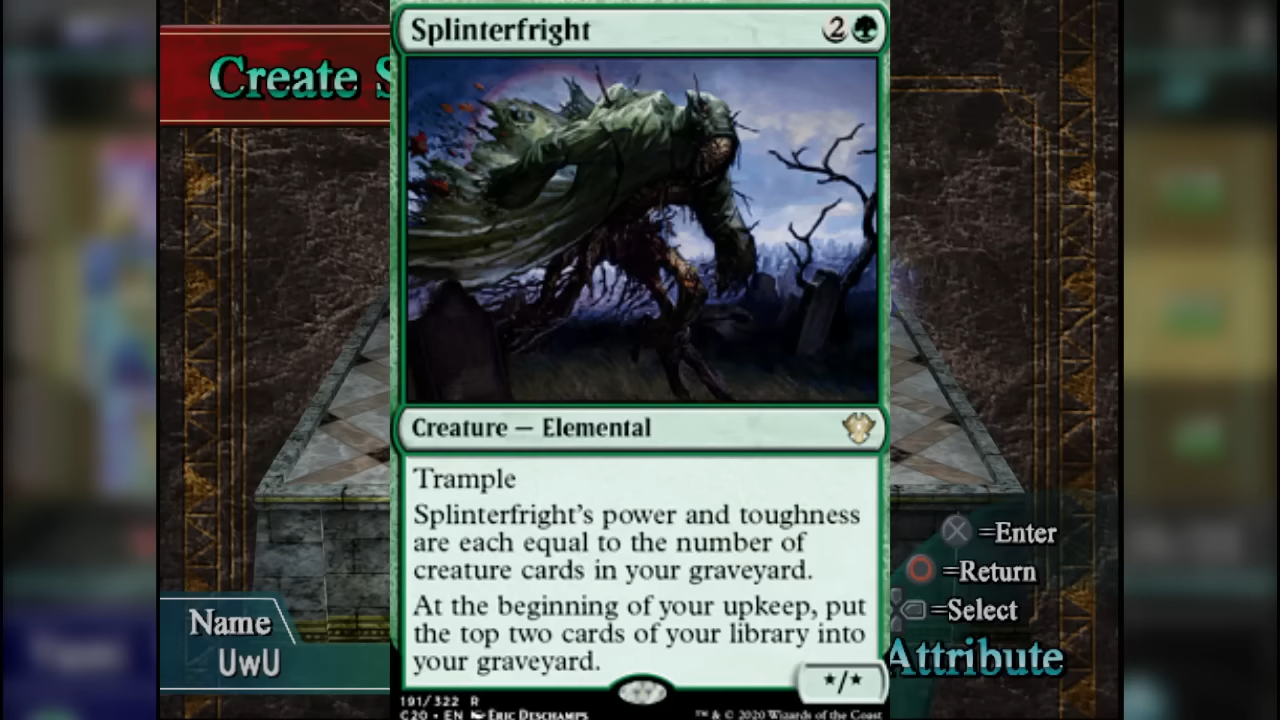 Create S
Splinterfright
2
Creature — Elemental
Trample
Splinterfright's power and toughness
are each equal to the number of
creature cards in your graveyard.
At the beginning of your upkeep, put
the top two cards of your library into
your graveyard.
*/*
191/322 R
C20 • EN Eric Deschamps
™ & © 2020 Wizards of the Coast
=Enter
=Return
=Select
Attribute
Name
UwU